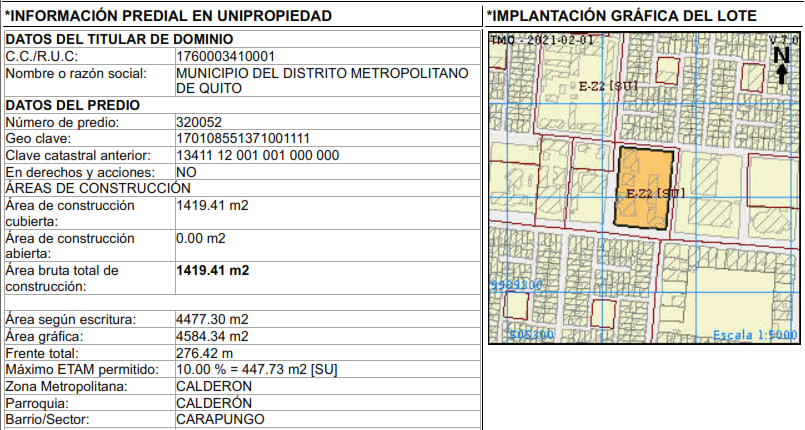 *INFORMACIÓN PREDIAL EN UNIPROPIEDAD
DATOS DEL TITULAR DE DOMINIO
C.C./R.U.C: 1760003410001
Nombre o razón social: MUNICIPIO DEL DISTRITO METROPOLITANO
DE QUITO
DATOS DEL PREDIO
Número de predio: 320052
Geo clave: 170108551371001111
Clave catastral anterior: 13411 12 001 001 000 000
En derechos y acciones: NO
ÁREAS DE CONSTRUCCIÓN
Área de construcción 1419.41 m2
cubierta:
Área de construcción 0.00 m2
abierta:
Área bruta total de 1419.41 m2
construcción:
Área según escritura: 4477.30 m2
Área gráfica: 4584.34 m2
Frente total: 276.42 m
Máximo ETAM permitido: 10.00 % = 447.73 m2 [SU]
Zona Metropolitana: CALDERON
Parroquia: CALDERÓN
Barrio/Sector: CARAPUNGO
*IMPLANTACIÓN GRÁFICA DEL LOTE
TMQ : 2021-02-01 V 7.0
N
E-Z2 [SU]
E-Z2 [SU]
505300 Escala 1:5000